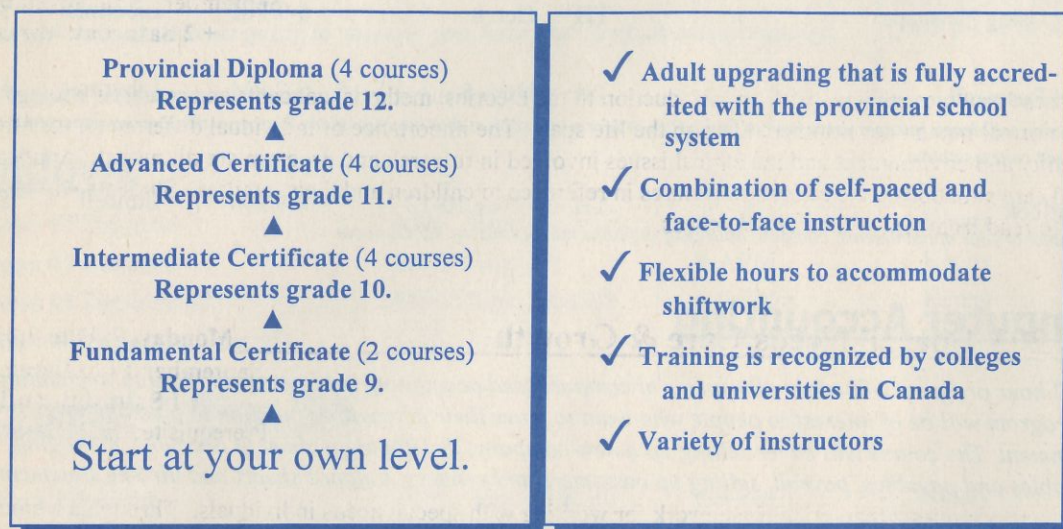 Provincial Diploma (4 courses)
Represents grade 12.
▲
Advanced Certificate (4 courses)
Represents grade 11.
▲
Intermediate Certificate (4 courses)
Represents grade 10.
▲
Fundamental Certificate (2 courses)
Represents grade 9.
▲
Start at your own level.
✓ Adult upgrading that is fully accred-
ited with the provincial school
system
✓ Combination of self-paced and
face-to-face instruction
✓ Flexible hours to accommodate
shiftwork
✓ Training is recognized by colleges
and universities in Canada
✓ Variety of instructors